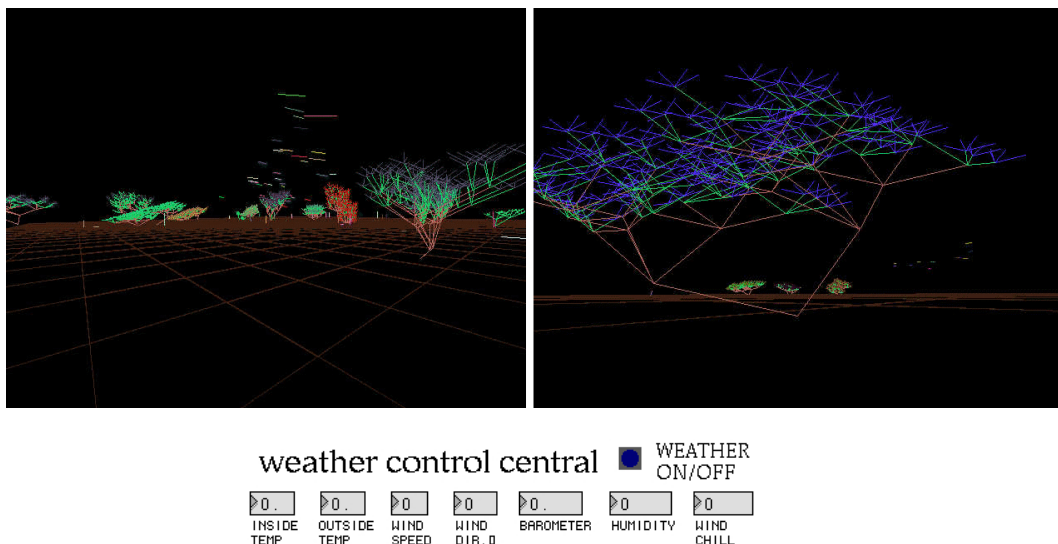 weather control central
WEATHER
ON/OFF
0. 0. 0 0 0. 0 0
INSIDE OUTSIDE WIND WIND BAROMETER HUMIDITY WIND
TEMP TEMP SPEED DIR.D CHILL